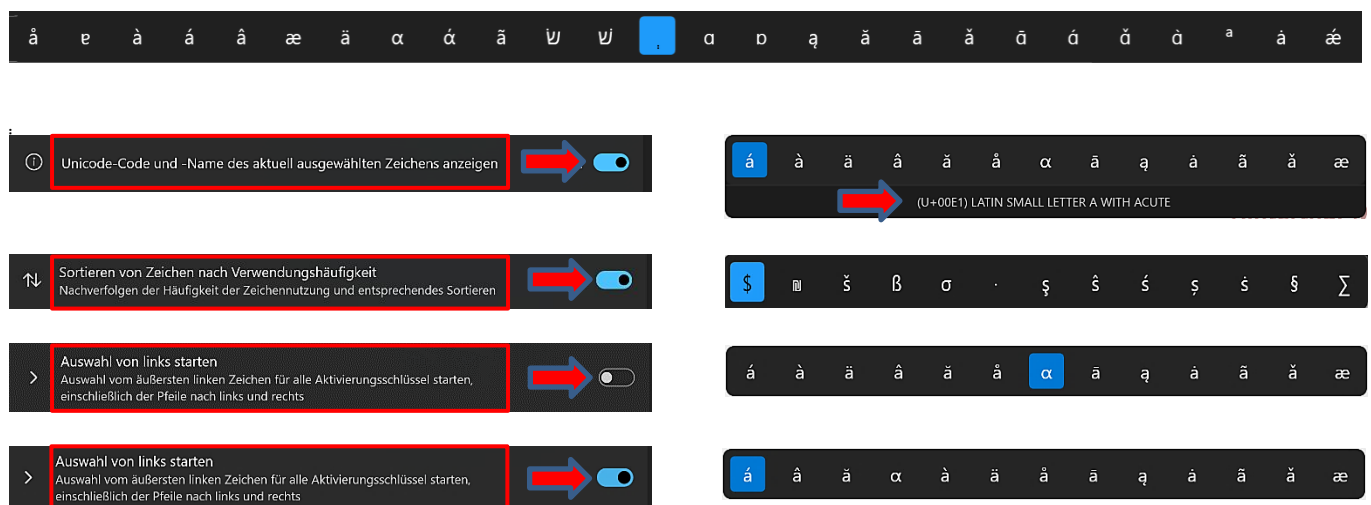 å ɐ à á â æ ä α ά ã שׂ שׁ ִ ɑ ɒ ą ă ā ǎ ɑ̄ ɑ́ ɑ̌ ɑ̀ ª ȧ ǽ
Unicode-Code und -Name des aktuell ausgewählten Zeichens anzeigen
á à ä â ă å α ā ą ȧ ã ǎ æ
(U+00E1) LATIN SMALL LETTER A WITH ACUTE
Sortieren von Zeichen nach Verwendungshäufigkeit
Nachverfolgen der Häufigkeit der Zeichennutzung und entsprechendes Sortieren
$ ₪ š ß σ · ş ŝ ś ș ṡ § ∑
Auswahl von links starten
Auswahl vom äußersten linken Zeichen für alle Aktivierungsschlüssel starten,
einschließlich der Pfeile nach links und rechts
á à ä â ă å α ā ą ȧ ã ǎ æ
Auswahl von links starten
Auswahl vom äußersten linken Zeichen für alle Aktivierungsschlüssel starten,
einschließlich der Pfeile nach links und rechts
á â ă α à ä å ā ą ȧ ã ǎ æ